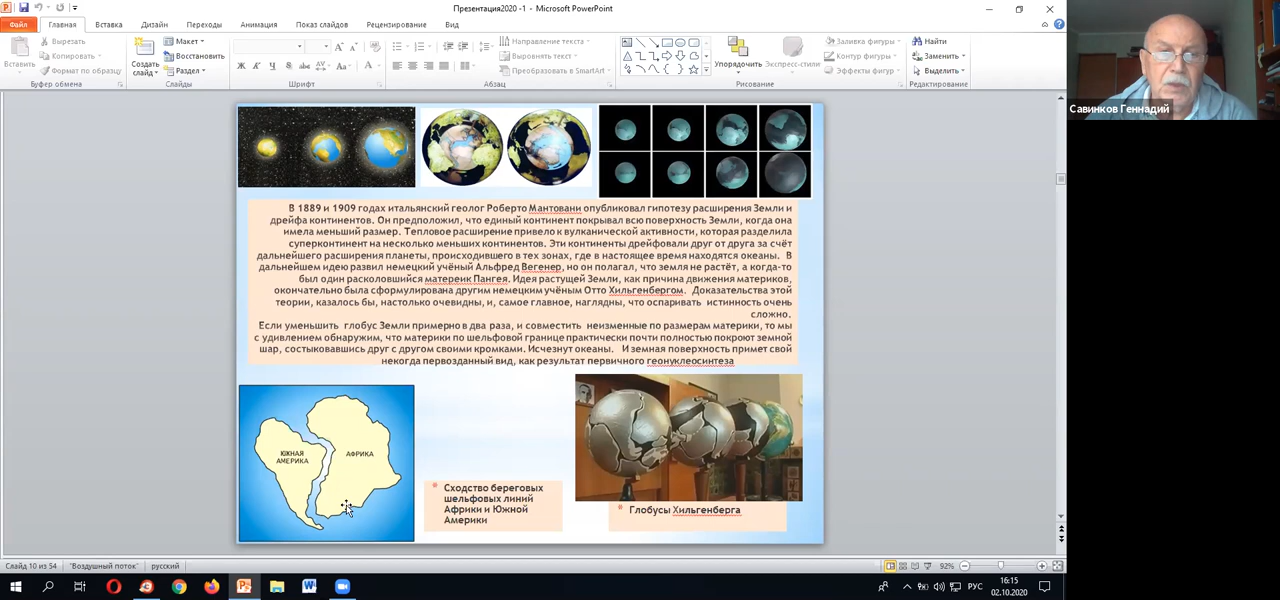 Презентация2020 -1 - Microsoft PowerPoint
Файл Главная Вставка Дизайн Переходы Анимация Показ слайдов Рецензирование Вид
Вставить
Вырезать
Копировать
Формат по образцу
Буфер обмена
Создать слайд
Макет
Восстановить
Раздел
Слайды
Ж К Ч S abc AV Aa A
Шрифт
Направление текста
Выровнять текст
Преобразовать в SmartArt
Абзац
Упорядочить
Экспресс-стили
Заливка фигуры
Контур фигуры
Эффекты фигур
Рисование
Найти
Заменить
Выделить
Редактирование
Савинков Геннадий
В 1889 и 1909 годах итальянский геолог Роберто Мантовани опубликовал гипотезу расширения Земли и
дрейфа континентов. Он предположил, что единый континент покрывал всю поверхность Земли, когда она
имела меньший размер. Тепловое расширение привело к вулканической активности, которая разделила
суперконтинент на несколько меньших континентов. Эти континенты дрейфовали друг от друга за счёт
дальнейшего расширения планеты, происходившего в тех зонах, где в настоящее время находятся океаны. В
дальнейшем идею развил немецкий учёный Альфред Вегенер, но он полагал, что земля не растёт, а когда-то
был один расколовшийся материк Пангея. Идея растущей Земли, как причина движения материков,
окончательно была сформулирована другим немецким учёным Отто Хильгенбергом. Доказательства этой
теории, казалось бы, настолько очевидны, и, самое главное, наглядны, что оспаривать истинность очень
сложно.
Если уменьшить глобус Земли примерно в два раза, и совместить неизменные по размерам материки, то мы
с удивлением обнаружим, что материки по шельфовой границе практически почти полностью покроют земной
шар, состыковавшись друг с другом своими кромками. Исчезнут океаны. И земная поверхность примет свой
некогда первозданный вид, как результат первичного геонуклеосинтеза
ЮЖНАЯ
АМЕРИКА
АФРИКА
* Сходство береговых
шельфовых линий
Африки и Южной
Америки
* Глобусы Хильгенберга
Слайд 10 из 54 "Воздушный поток" русский 92%
РУС
16:15
02.10.2020